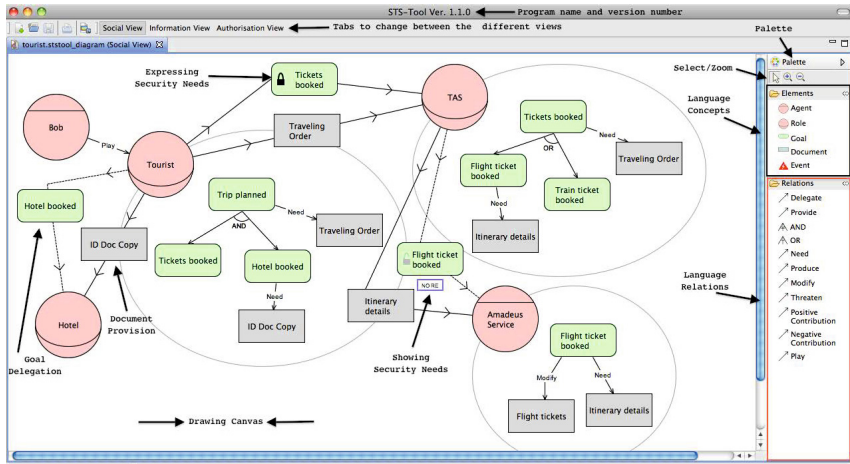 STS-Tool Ver. 1.1.0
Program name and version number
Social View Information View Authorisation View
Tabs to change between the different views
tourist.ststool_diagram (Social View)
Palette
Palette
Select/Zoom
Language
Concepts
Elements
Agent
Role
Goal
Document
Event
Relations
Delegate
Provide
AND
OR
Need
Produce
Modify
Threaten
Positive
Contribution
Negative
Contribution
Play
Language
Relations
Expressing
Security Needs
Tickets
booked
TAS
Bob
Play
Tourist
Traveling
Order
Tickets booked
OR
Need
Traveling Order
Flight ticket
booked
Train ticket
booked
Need
Itinerary details
Hotel booked
Trip planned
AND
Need
Traveling Order
Tickets booked
Hotel booked
Need
ID Doc Copy
ID Doc Copy
Flight ticket
booked
NO RE
Itinerary
details
Amadeus
Service
Hotel
Document
Provision
Goal
Delegation
Showing
Security Needs
Flight ticket
booked
Modify
Need
Flight tickets
Itinerary details
Drawing Canvas